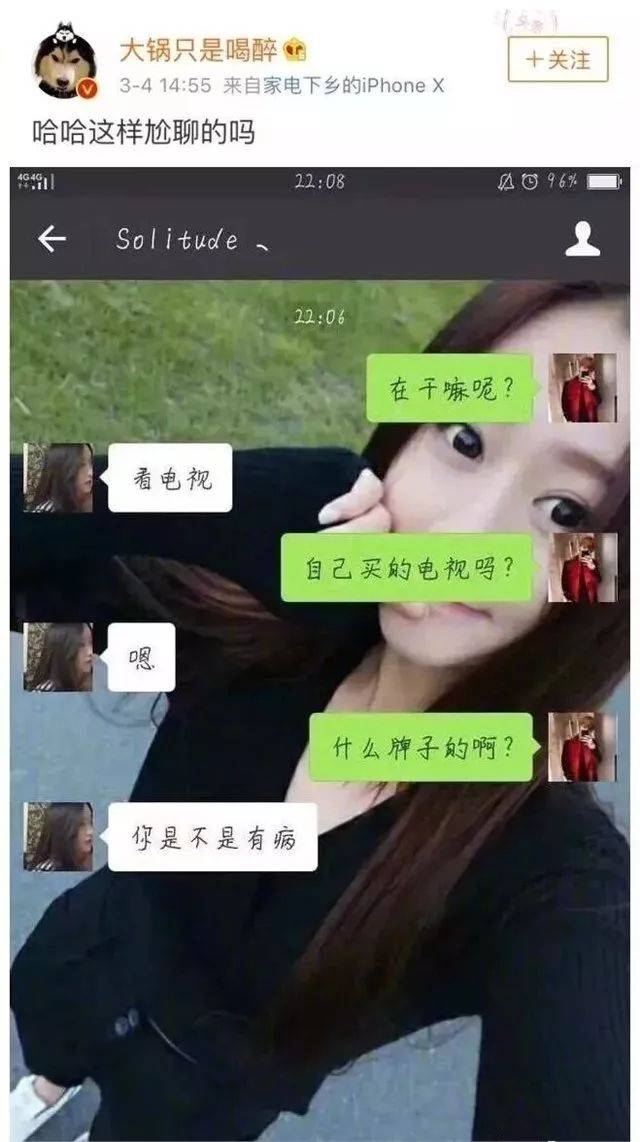 大锅只是喝醉
+关注
3-4 14:55 来自家电下乡的iPhone X
哈哈这样尬聊的吗
4G4G 22:08 96%
Solitude 、
22:06
在干嘛呢?
看电视
自己买的电视吗?
嗯
什么牌子的啊?
你是不是有病